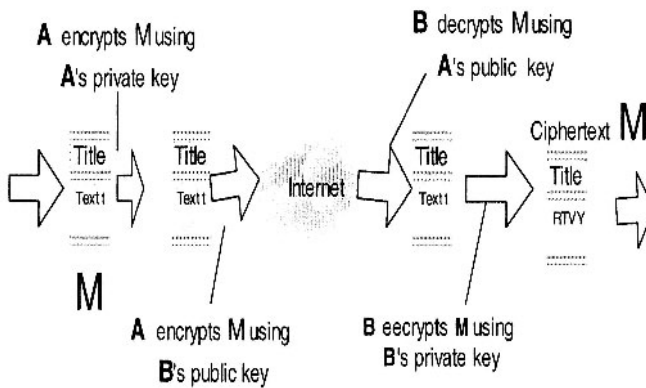 A encrypts M using
A's private key
B decrypts M using
A's public key
Ciphertext M
Title
Text1
Title
Text1
Internet
Title
Text1
Title
RTVY
M
A encrypts M using
B's public key
B eecrypts M using
B's private key